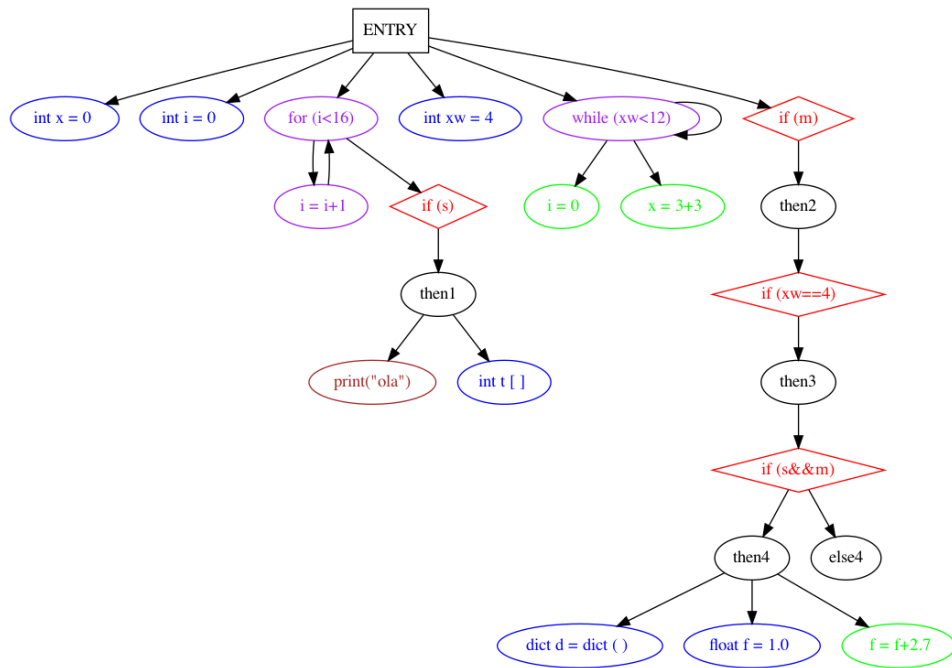 ENTRY
int x = 0
int i = 0
for (i<16)
int xw = 4
while (xw<12)
if (m)
i = i+1
if (s)
i = 0
x = 3+3
then2
then1
if (xw==4)
print("ola")
int t [ ]
then3
if (s&&m)
then4
else4
dict d = dict ( )
float f = 1.0
f = f+2.7